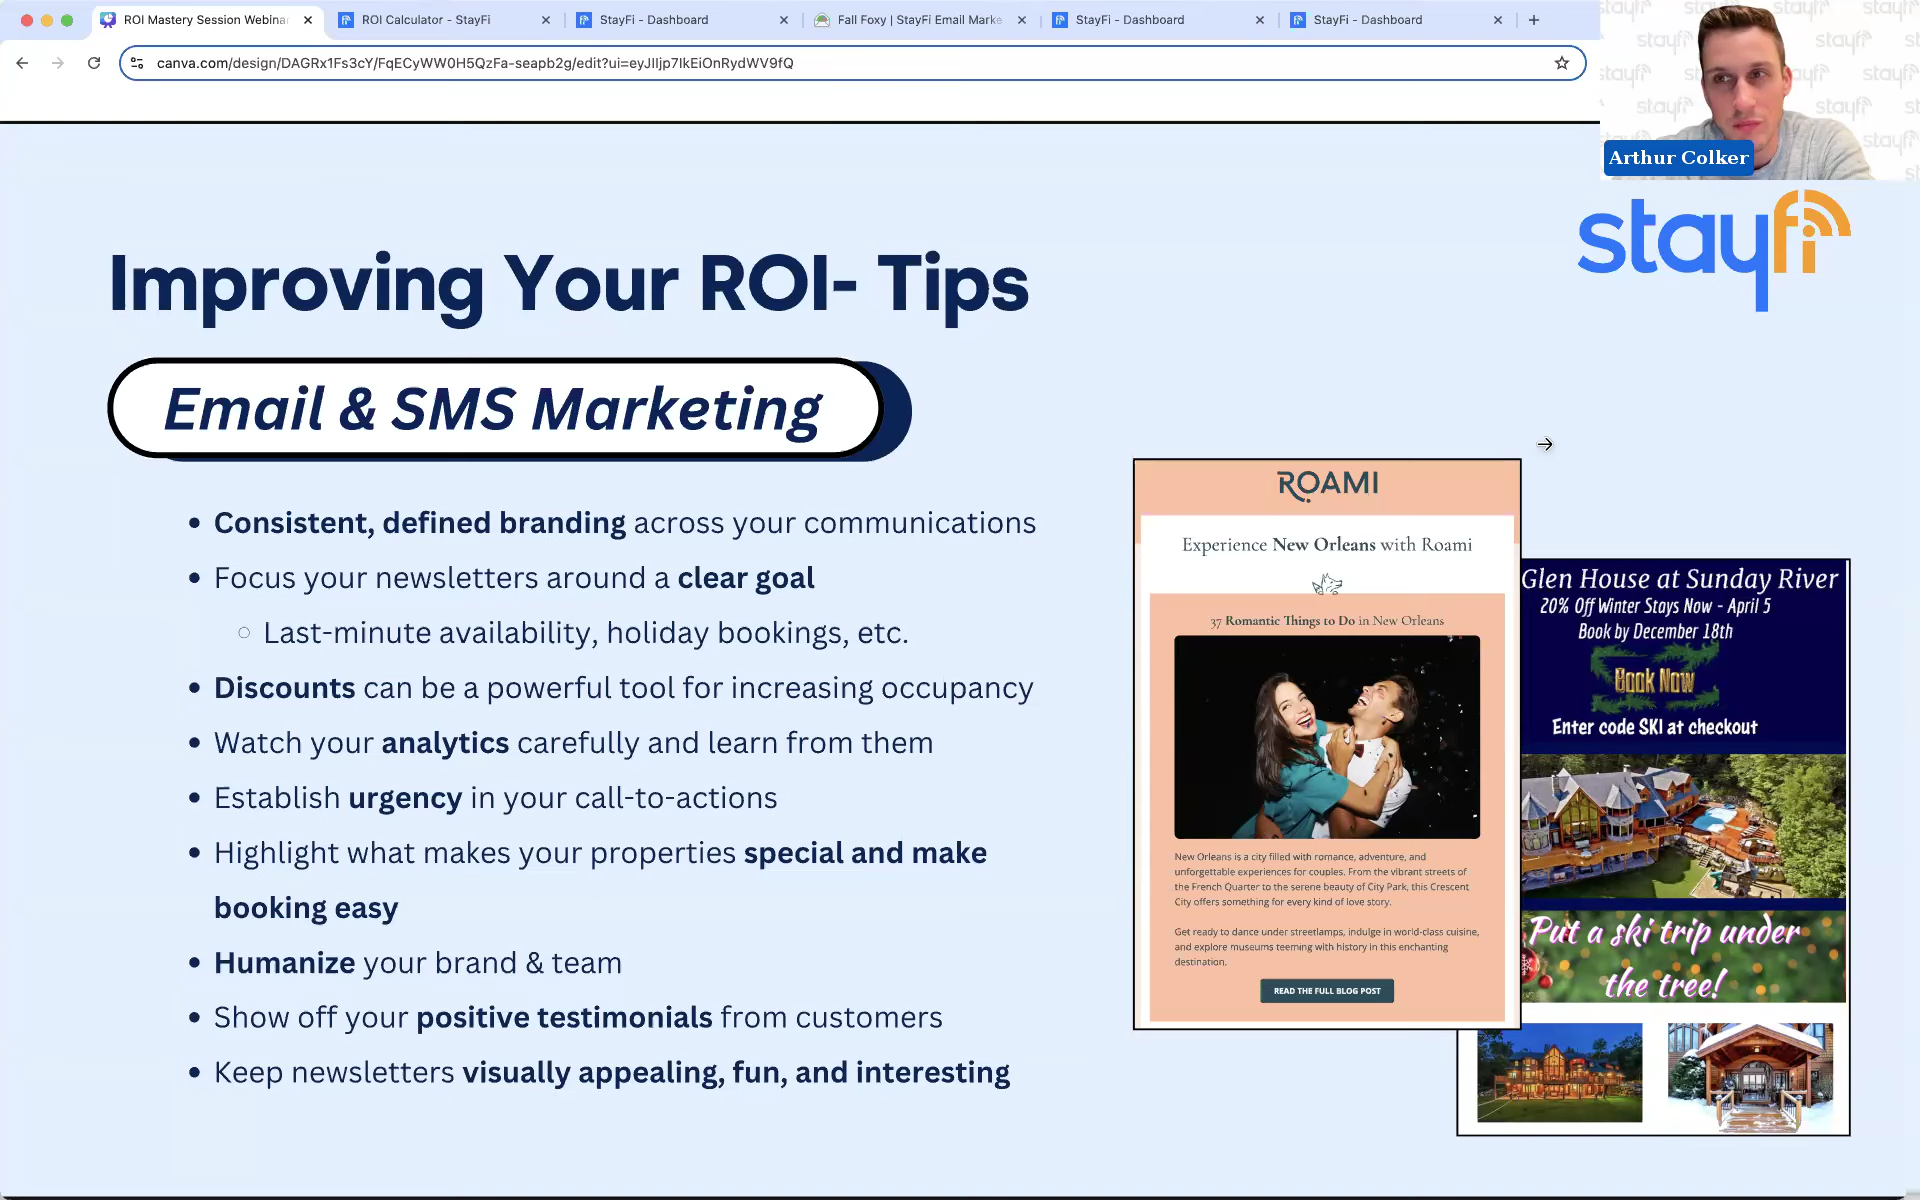 ROI Mastery Session Webina
ROI Calculator - StayFi
StayFi - Dashboard
Fall Foxy | StayFi Email Marke
StayFi - Dashboard
StayFi - Dashboard
canva.com/design/DAGRx1Fs3cY/FqECyWW0H5QzFa-seapb2g/edit?ui=eyJIIjp7IkEiOnRydWV9fQ
Arthur Colker
stayfi
Improving Your ROI- Tips
Email & SMS Marketing
Consistent, defined branding across your communications
Focus your newsletters around a clear goal
Last-minute availability, holiday bookings, etc.
Discounts can be a powerful tool for increasing occupancy
Watch your analytics carefully and learn from them
Establish urgency in your call-to-actions
Highlight what makes your properties special and make
booking easy
Humanize your brand & team
Show off your positive testimonials from customers
Keep newsletters visually appealing, fun, and interesting
ROAMI
Experience New Orleans with Roami
37 Romantic Things to Do in New Orleans
New Orleans is a city filled with romance, adventure, and
unforgettable experiences for couples. From the vibrant streets of
the French Quarter to the serene beauty of City Park, this Crescent
City offers something for every kind of love story.
Get ready to dance under streetlamps, indulge in world-class cuisine,
and explore museums teeming with history in this enchanting
destination.
READ THE FULL BLOG POST
Glen House at Sunday River
20% Off Winter Stays Now - April 5
Book by December 18th
Book Now
Enter code SKI at checkout
Put a ski trip under
the tree!